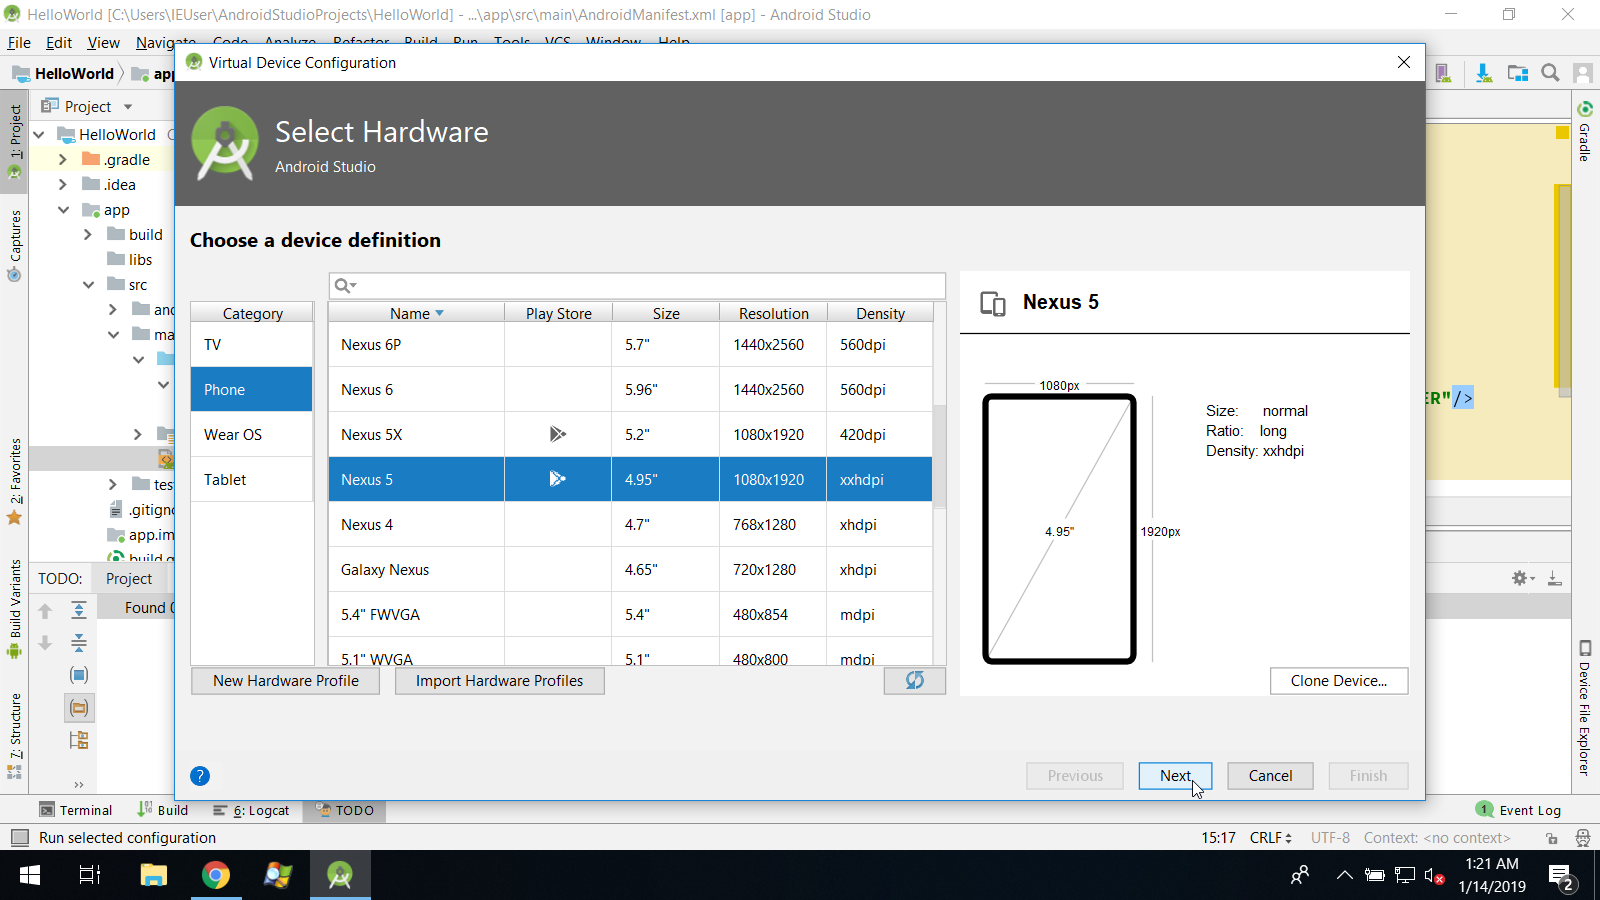 HelloWorld [C:\Users\IEUser\AndroidStudioProjects\HelloWorld] - ...\app\src\main\AndroidManifest.xml [app] - Android Studio
File Edit View Navigate Code Analyze Refactor Build Run Tools VCS Window Help
HelloWorld app
Virtual Device Configuration
Select Hardware
Android Studio
1: Project
Captures
2: Favorites
Build Variants
7: Structure
Project
HelloWorld
.gradle
.idea
app
build
libs
src
and
ma
tes
.gitigno
app.im
build.g
TODO: Project
Found 0
Choose a device definition
Category
TV
Phone
Wear OS
Tablet
Name Play Store Size Resolution Density
Nexus 6P 5.7" 1440x2560 560dpi
Nexus 6 5.96" 1440x2560 560dpi
Nexus 5X 5.2" 1080x1920 420dpi
Nexus 5 4.95" 1080x1920 xxhdpi
Nexus 4 4.7" 768x1280 xhdpi
Galaxy Nexus 4.65" 720x1280 xhdpi
5.4" FWVGA 5.4" 480x854 mdpi
5.1" WVGA 5.1" 480x800 mdpi
New Hardware Profile Import Hardware Profiles
Nexus 5
1080px
4.95"
1920px
Size: normal
Ratio: long
Density: xxhdpi
Clone Device...
? Previous Next Cancel Finish
ER"/>
Gradle
Device File Explorer
Terminal Build 6: Logcat TODO 1 Event Log
Run selected configuration 15:17 CRLF UTF-8 Context: <no context>
1:21 AM
1/14/2019
2